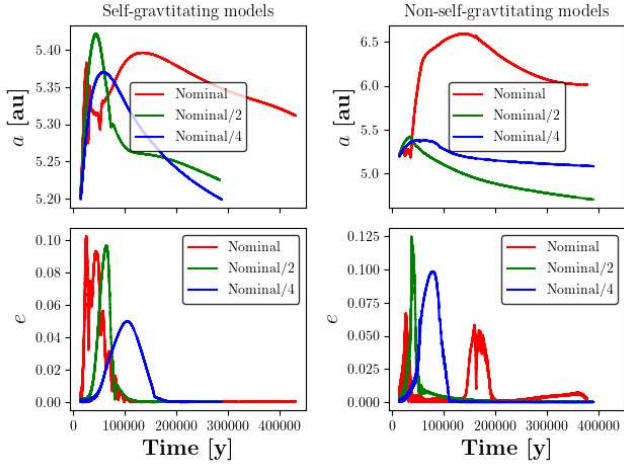 Self-gravtitating models
Non-self-gravtitating models
a [au]
5.40
5.35
5.30
5.25
5.20
Nominal
Nominal/2
Nominal/4
a [au]
6.5
6.0
5.5
5.0
Nominal
Nominal/2
Nominal/4
e
0.10
0.08
0.06
0.04
0.02
0.00
Nominal
Nominal/2
Nominal/4
0 100000 200000 300000 400000
Time [y]
e
0.125
0.100
0.075
0.050
0.025
0.000
Nominal
Nominal/2
Nominal/4
0 100000 200000 300000 400000
Time [y]